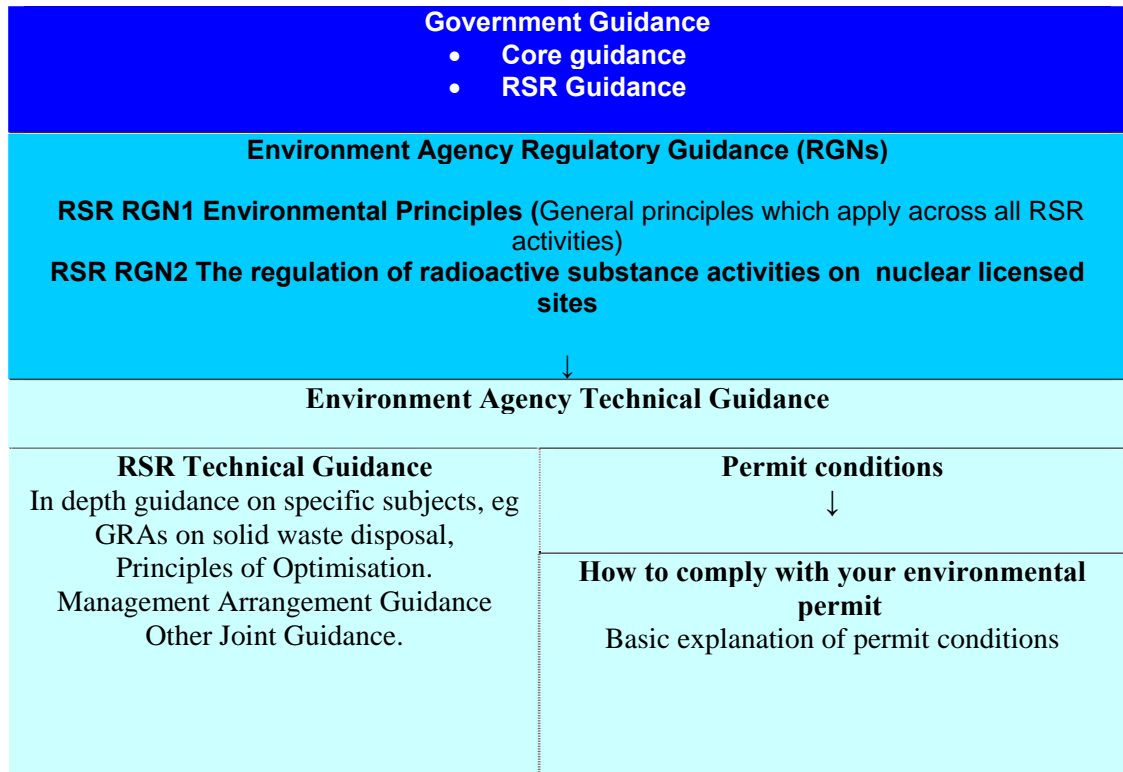 Government Guidance
• Core guidance
• RSR Guidance
Environment Agency Regulatory Guidance (RGNs)
RSR RGN1 Environmental Principles (General principles which apply across all RSR
activities)
RSR RGN2 The regulation of radioactive substance activities on nuclear licensed
sites
↓
Environment Agency Technical Guidance
RSR Technical Guidance
In depth guidance on specific subjects, eg
GRAs on solid waste disposal,
Principles of Optimisation.
Management Arrangement Guidance
Other Joint Guidance.
Permit conditions
↓
How to comply with your environmental
permit
Basic explanation of permit conditions